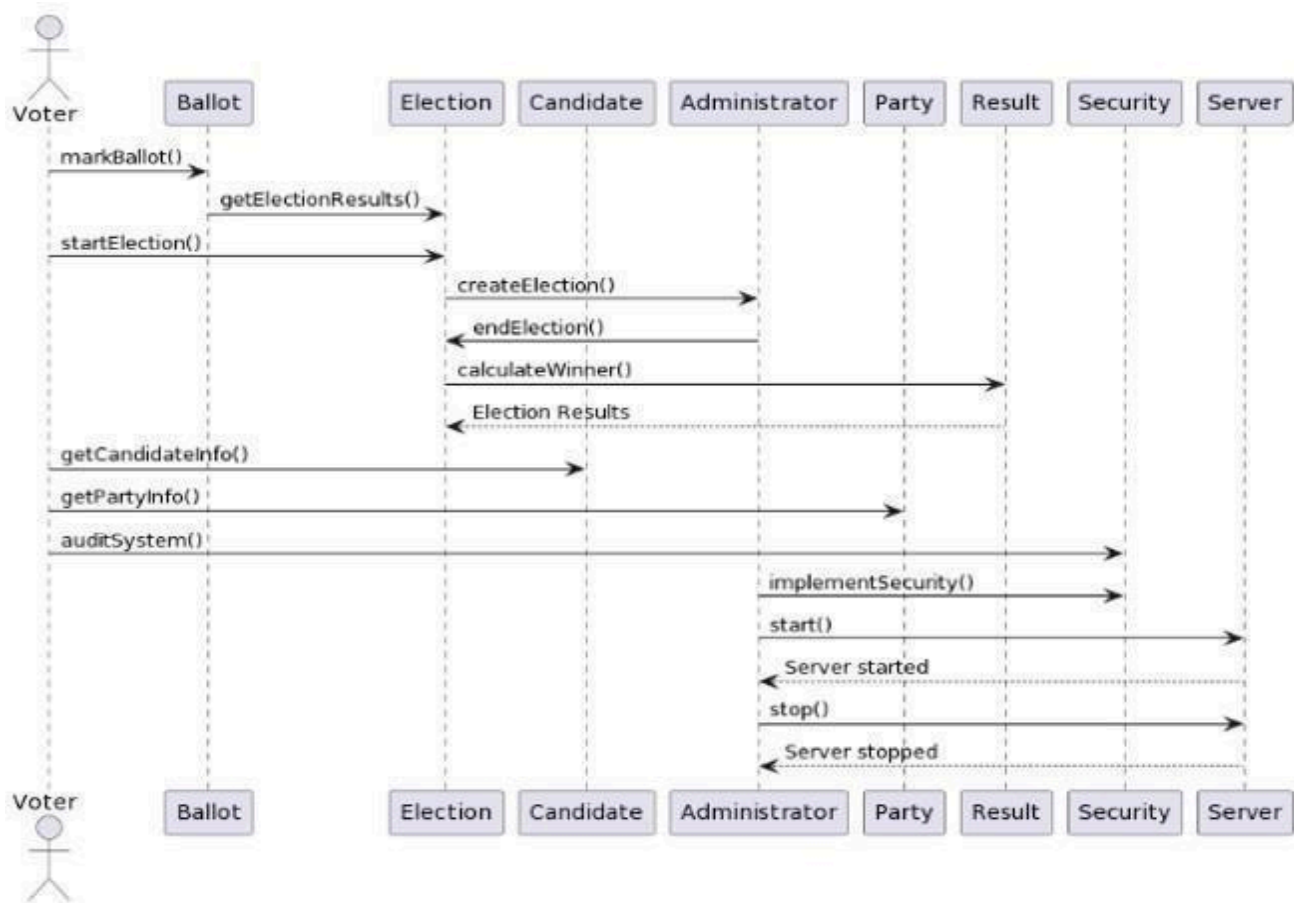 Voter
Ballot
Election
Candidate
Administrator
Party
Result
Security
Server
markBallot()
getElectionResults()
startElection()
createElection()
endElection()
calculateWinner()
Election Results
getCandidateInfo()
getPartyInfo()
auditSystem()
implementSecurity()
start()
Server started
stop()
Server stopped
Voter
Ballot
Election
Candidate
Administrator
Party
Result
Security
Server